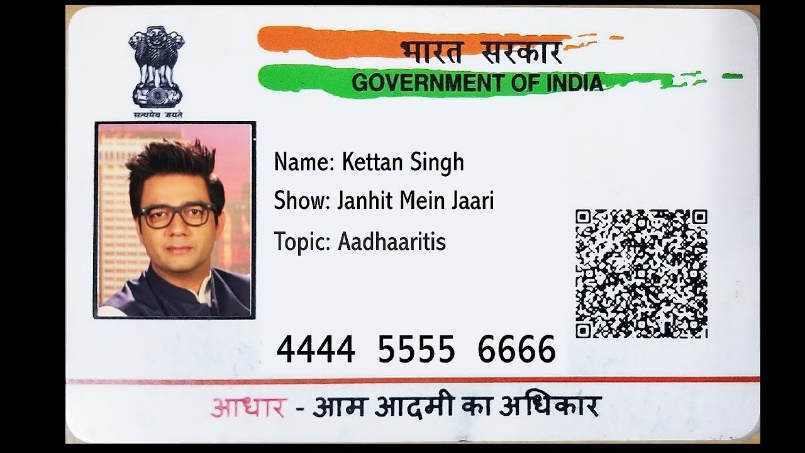 भारत सरकार
GOVERNMENT OF INDIA
सत्यमेव जयते
Name: Kettan Singh
Show: Janhit Mein Jaari
Topic: Aadhaaritis
4444 5555 6666
आधार - आम आदमी का अधिकार